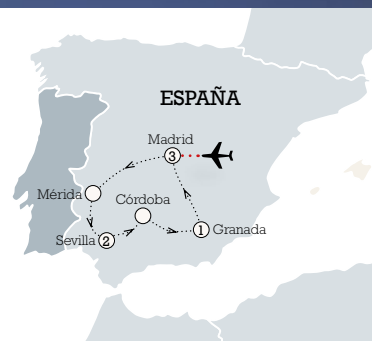 ESPAÑA
Madrid
3
Mérida
Córdoba
Sevilla 2
1 Granada